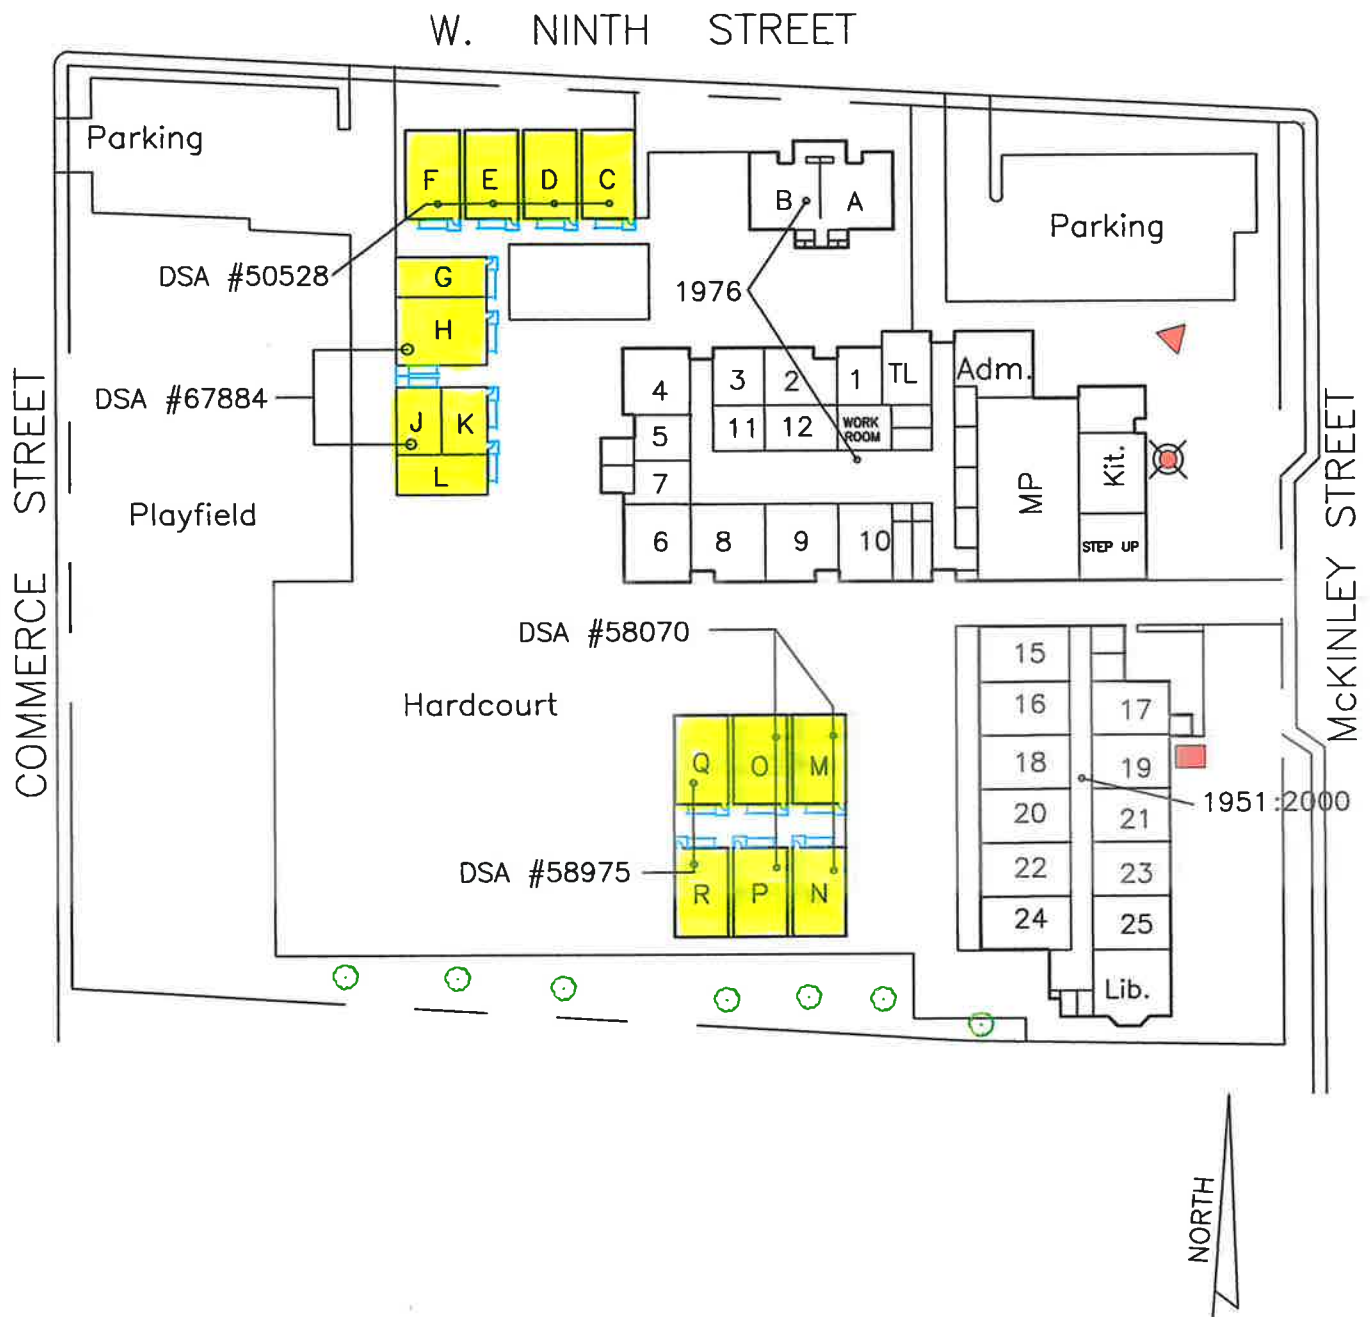 W. NINTH STREET
Parking
F E D C
B A
Parking
DSA #50528
G
1976
H
4 3 2 1 TL Adm.
DSA #67884
J K
5 11 12 WORK
ROOM
L
7
MP
Kit.
Playfield
6 8 9 10
STEP UP
COMMERCE STREET
McKINLEY STREET
DSA #58070
15
Hardcourt
16 17
Q O M
18 19
1951:2000
20 21
DSA #58975
22 23
R P N
24 25
Lib.
NORTH